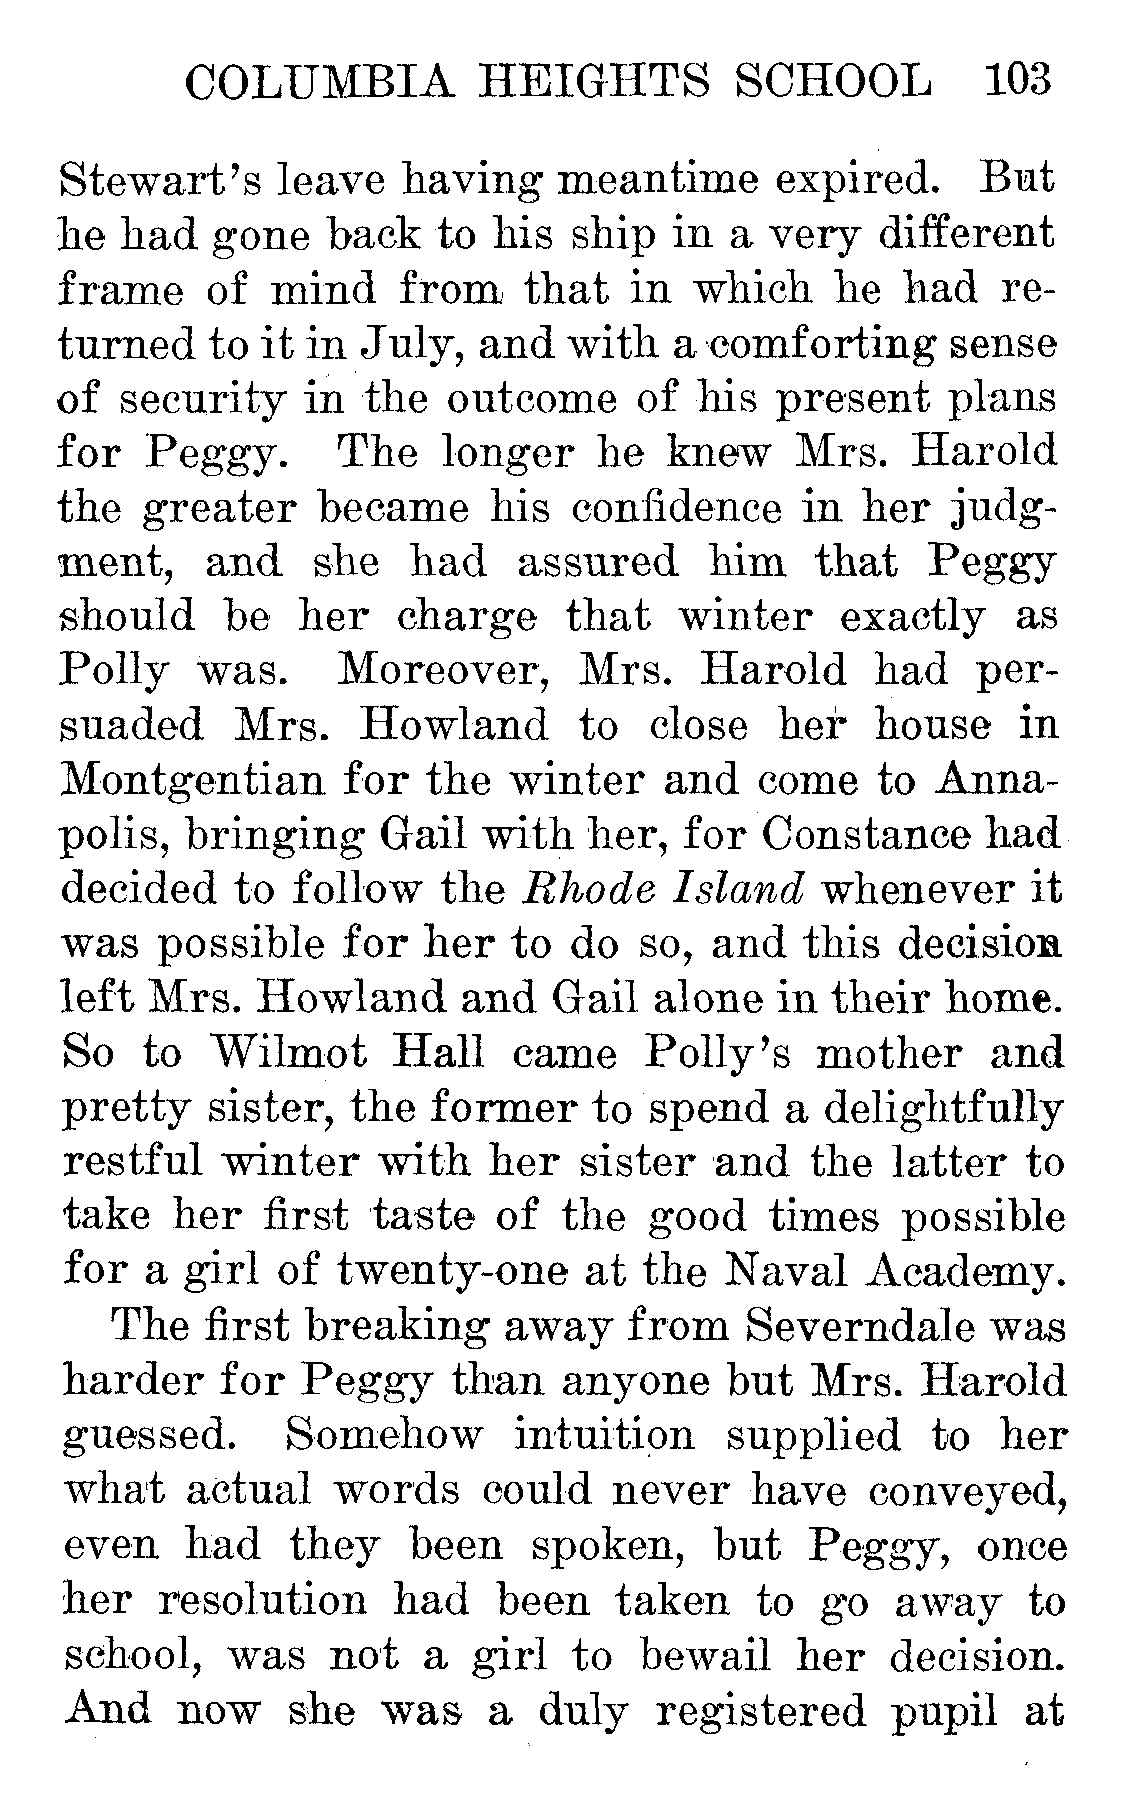 COLUMBIA HEIGHTS SCHOOL 103
Stewart's leave having meantime expired. But
he had gone back to his ship in a very different
frame of mind from that in which he had re-
turned to it in July, and with a comforting sense
of security in the outcome of his present plans
for Peggy. The longer he knew Mrs. Harold
the greater became his confidence in her judg-
ment, and she had assured him that Peggy
should be her charge that winter exactly as
Polly was. Moreover, Mrs. Harold had per-
suaded Mrs. Howland to close her house in
Montgentian for the winter and come to Anna-
polis, bringing Gail with her, for Constance had
decided to follow the Rhode Island whenever it
was possible for her to do so, and this decision
left Mrs. Howland and Gail alone in their home.
So to Wilmot Hall came Polly's mother and
pretty sister, the former to spend a delightfully
restful winter with her sister and the latter to
take her first taste of the good times possible
for a girl of twenty-one at the Naval Academy.
The first breaking away from Severndale was
harder for Peggy than anyone but Mrs. Harold
guessed. Somehow intuition supplied to her
what actual words could never have conveyed,
even had they been spoken, but Peggy, once
her resolution had been taken to go away to
school, was not a girl to bewail her decision.
And now she was a duly registered pupil at